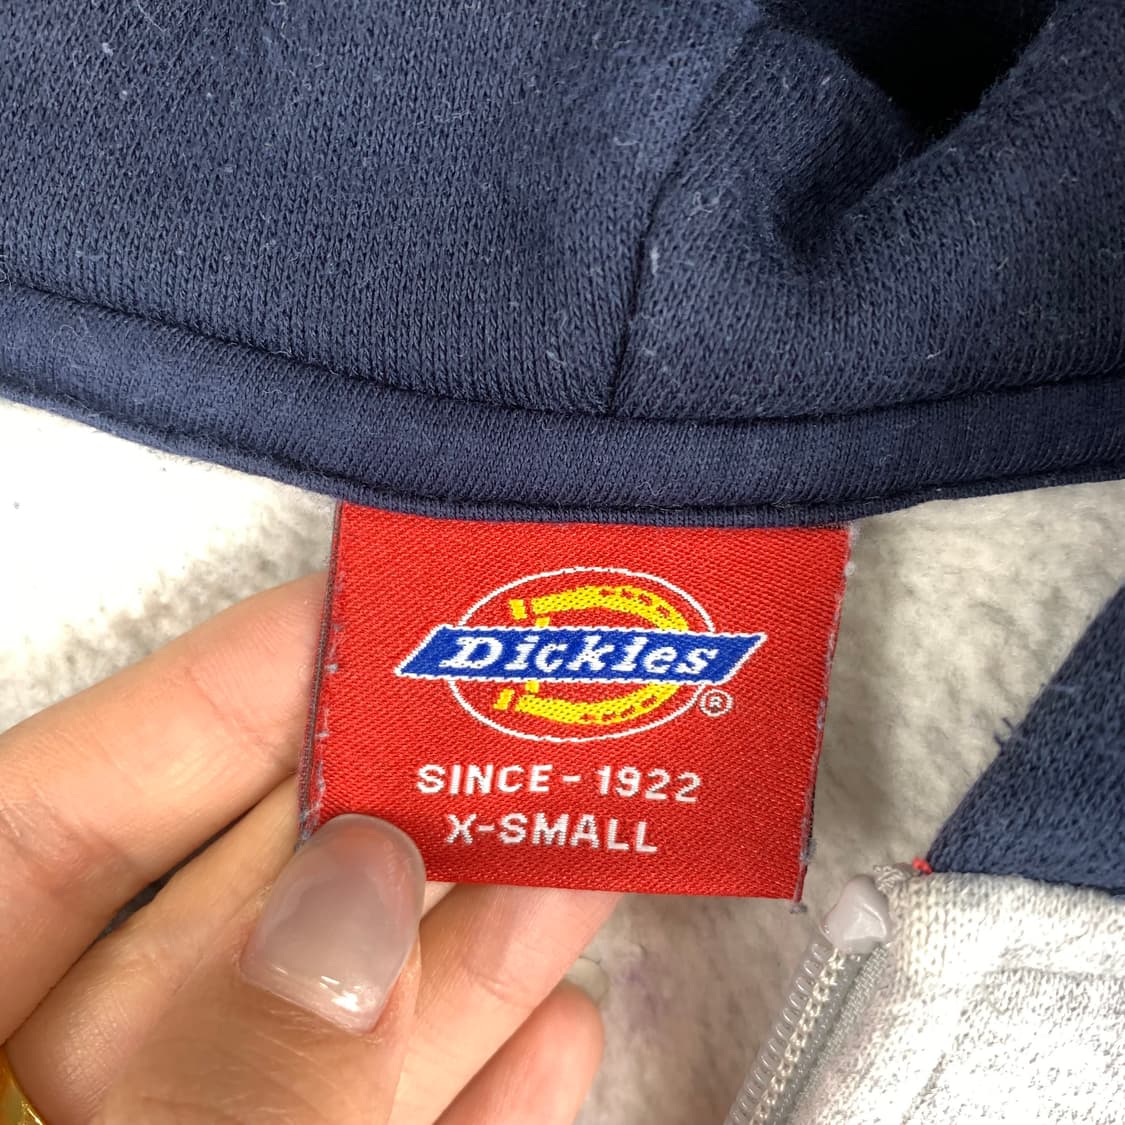 Dickies
®
SINCE - 1922
X-SMALL